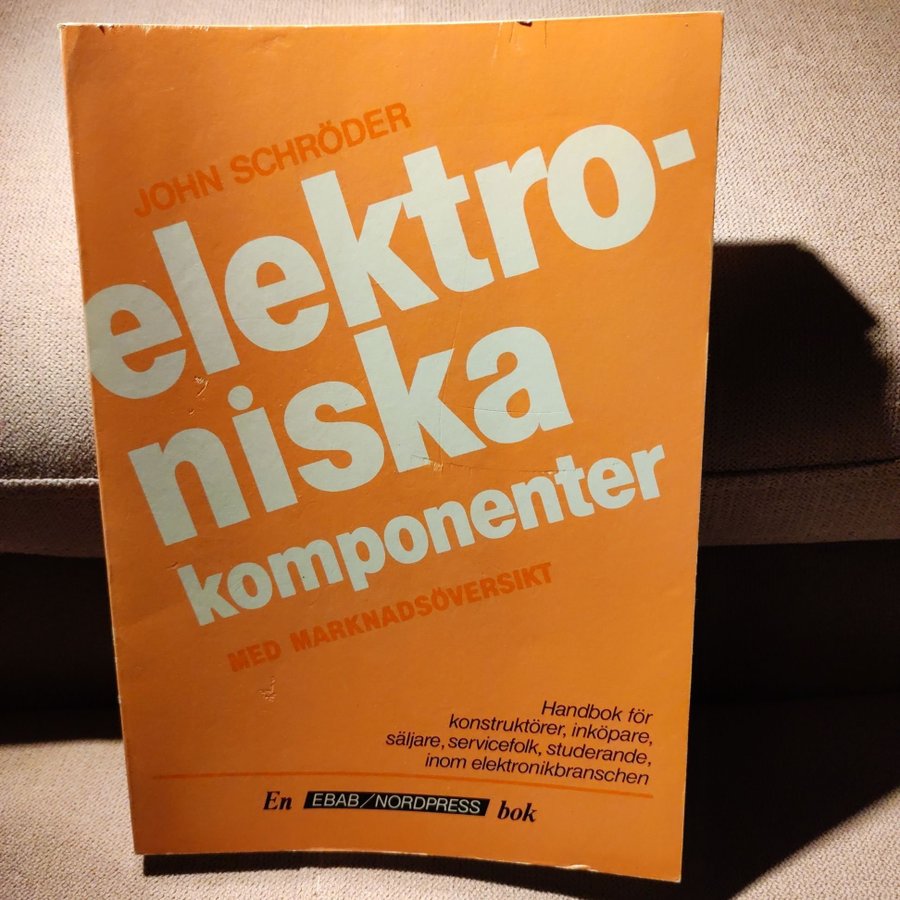 JOHN SCHRÖDER
elektro-
niska
komponenter
MED MARKNADSÖVERSIKT
Handbok för
konstruktörer, inköpare,
säljare, servicefolk, studerande,
inom elektronikbranschen
En EBAB/NORDPRESS bok